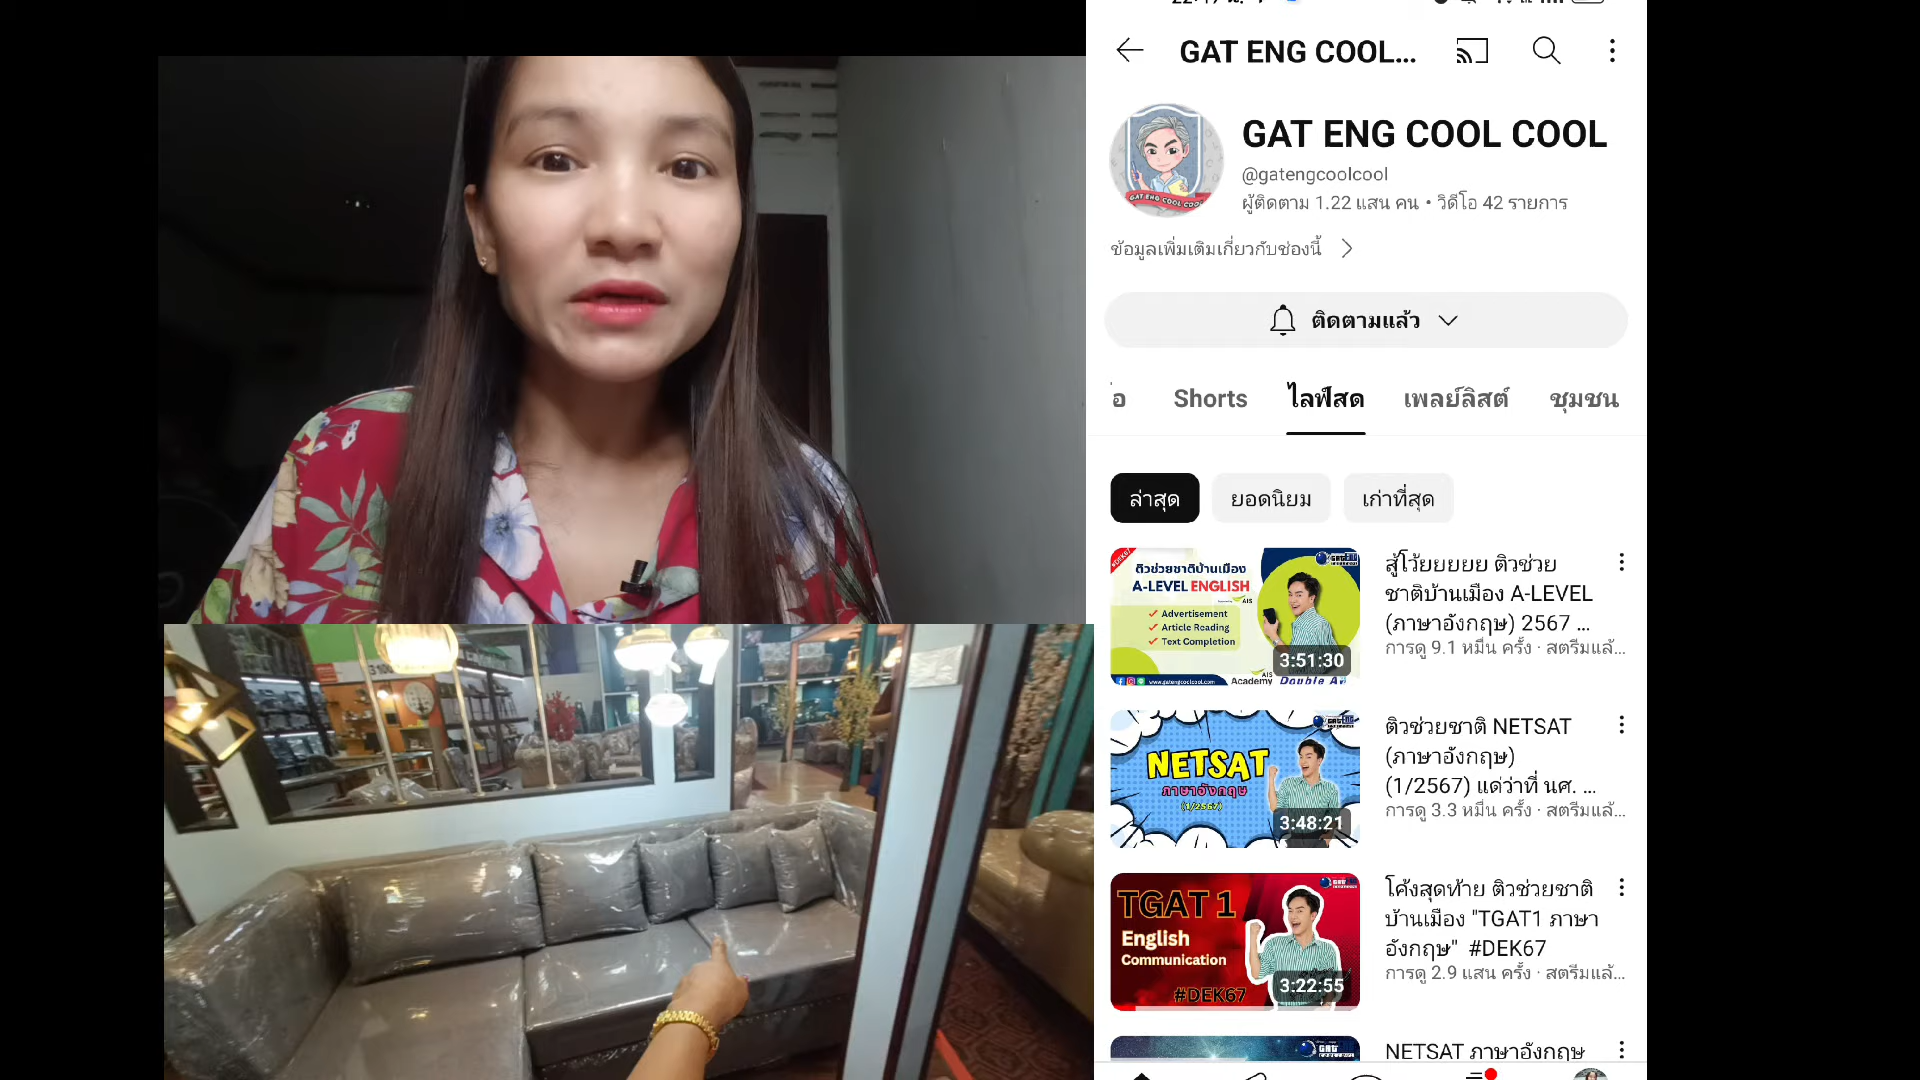 GAT ENG COOL...
GAT ENG COOL COOL
@gatengcoolcool
ผู้ติดตาม 1.22 แสน คน • วิดีโอ 42 รายการ
ข้อมูลเพิ่มเติมเกี่ยวกับช่องนี้
ติดตามแล้ว
Shorts
ไลฟ์สด
เพลย์ลิสต์
ชุมชน
ล่าสุด
ยอดนิยม
เก่าที่สุด
#DEK67
ติวช่วยชาติบ้านเมือง
A-LEVEL ENGLISH
AIS
Advertisement
Article Reading
Text Completion
3:51:30
www.gatengcoolcool.com
AIS
Academy
สู้โว้ยยยยย ติวช่วย
ชาติบ้านเมือง A-LEVEL
(ภาษาอังกฤษ) 2567 ...
การดู 9.1 หมื่น ครั้ง · สตรีมแล้...
NETSAT
ภาษาอังกฤษ
(1/2567)
3:48:21
ติวช่วยชาติ NETSAT
(ภาษาอังกฤษ)
(1/2567) แด่ว่าที่ นศ. ...
การดู 3.3 หมื่น ครั้ง · สตรีมแล้...
TGAT 1
English
Communication
#DEK67
3:22:55
โค้งสุดท้าย ติวช่วยชาติ
บ้านเมือง "TGAT1 ภาษา
อังกฤษ" #DEK67
การดู 2.9 แสน ครั้ง · สตรีมแล้...
NETSAT ภาษาอังกฤษ